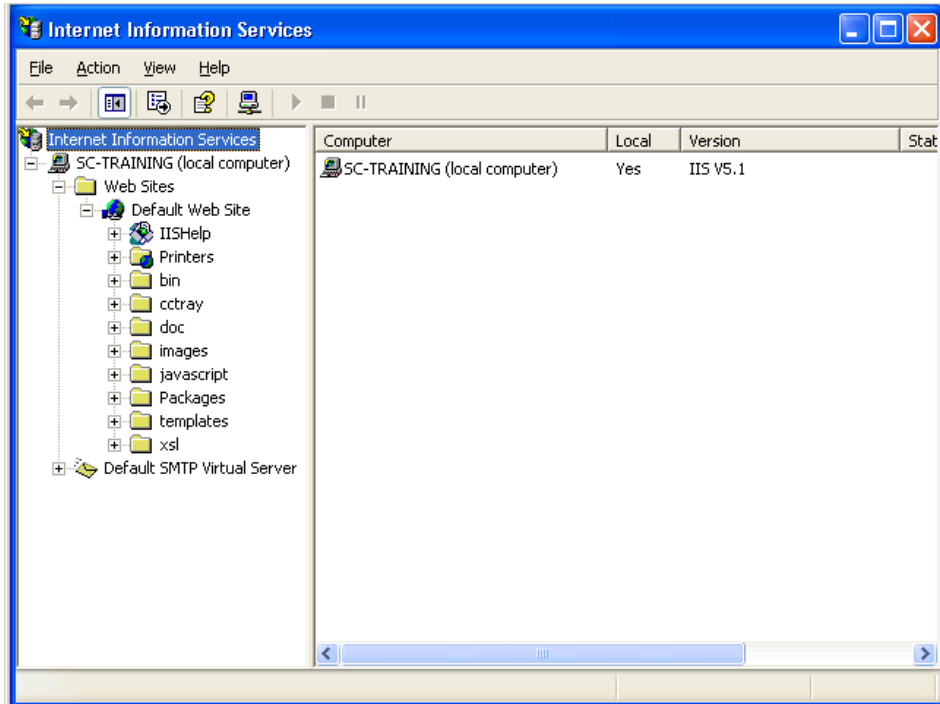 Internet Information Services
File Action View Help
Internet Information Services
SC-TRAINING (local computer)
Web Sites
Default Web Site
IISHelp
Printers
bin
cctray
doc
images
javascript
Packages
templates
xsl
Default SMTP Virtual Server
Computer Local Version Stat
SC-TRAINING (local computer) Yes IIS V5.1